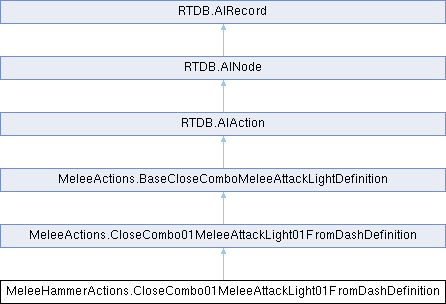 RTDB.AIRecord
RTDB.AINode
RTDB.AIAction
MeleeActions.BaseCloseComboMeleeAttackLightDefinition
MeleeActions.CloseCombo01MeleeAttackLight01FromDashDefinition
MeleeHammerActions.CloseCombo01MeleeAttackLight01FromDashDefinition